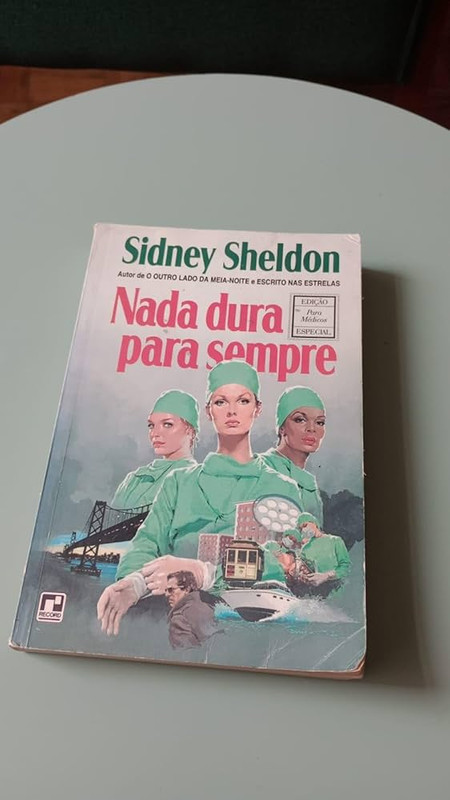 Sidney Sheldon
Autor de O OUTRO LADO DA MEIA-NOITE e ESCRITO NAS ESTRELAS
Nada dura
para sempre
EDIÇÃO
Para
Médicos
ESPECIAL
RECORD